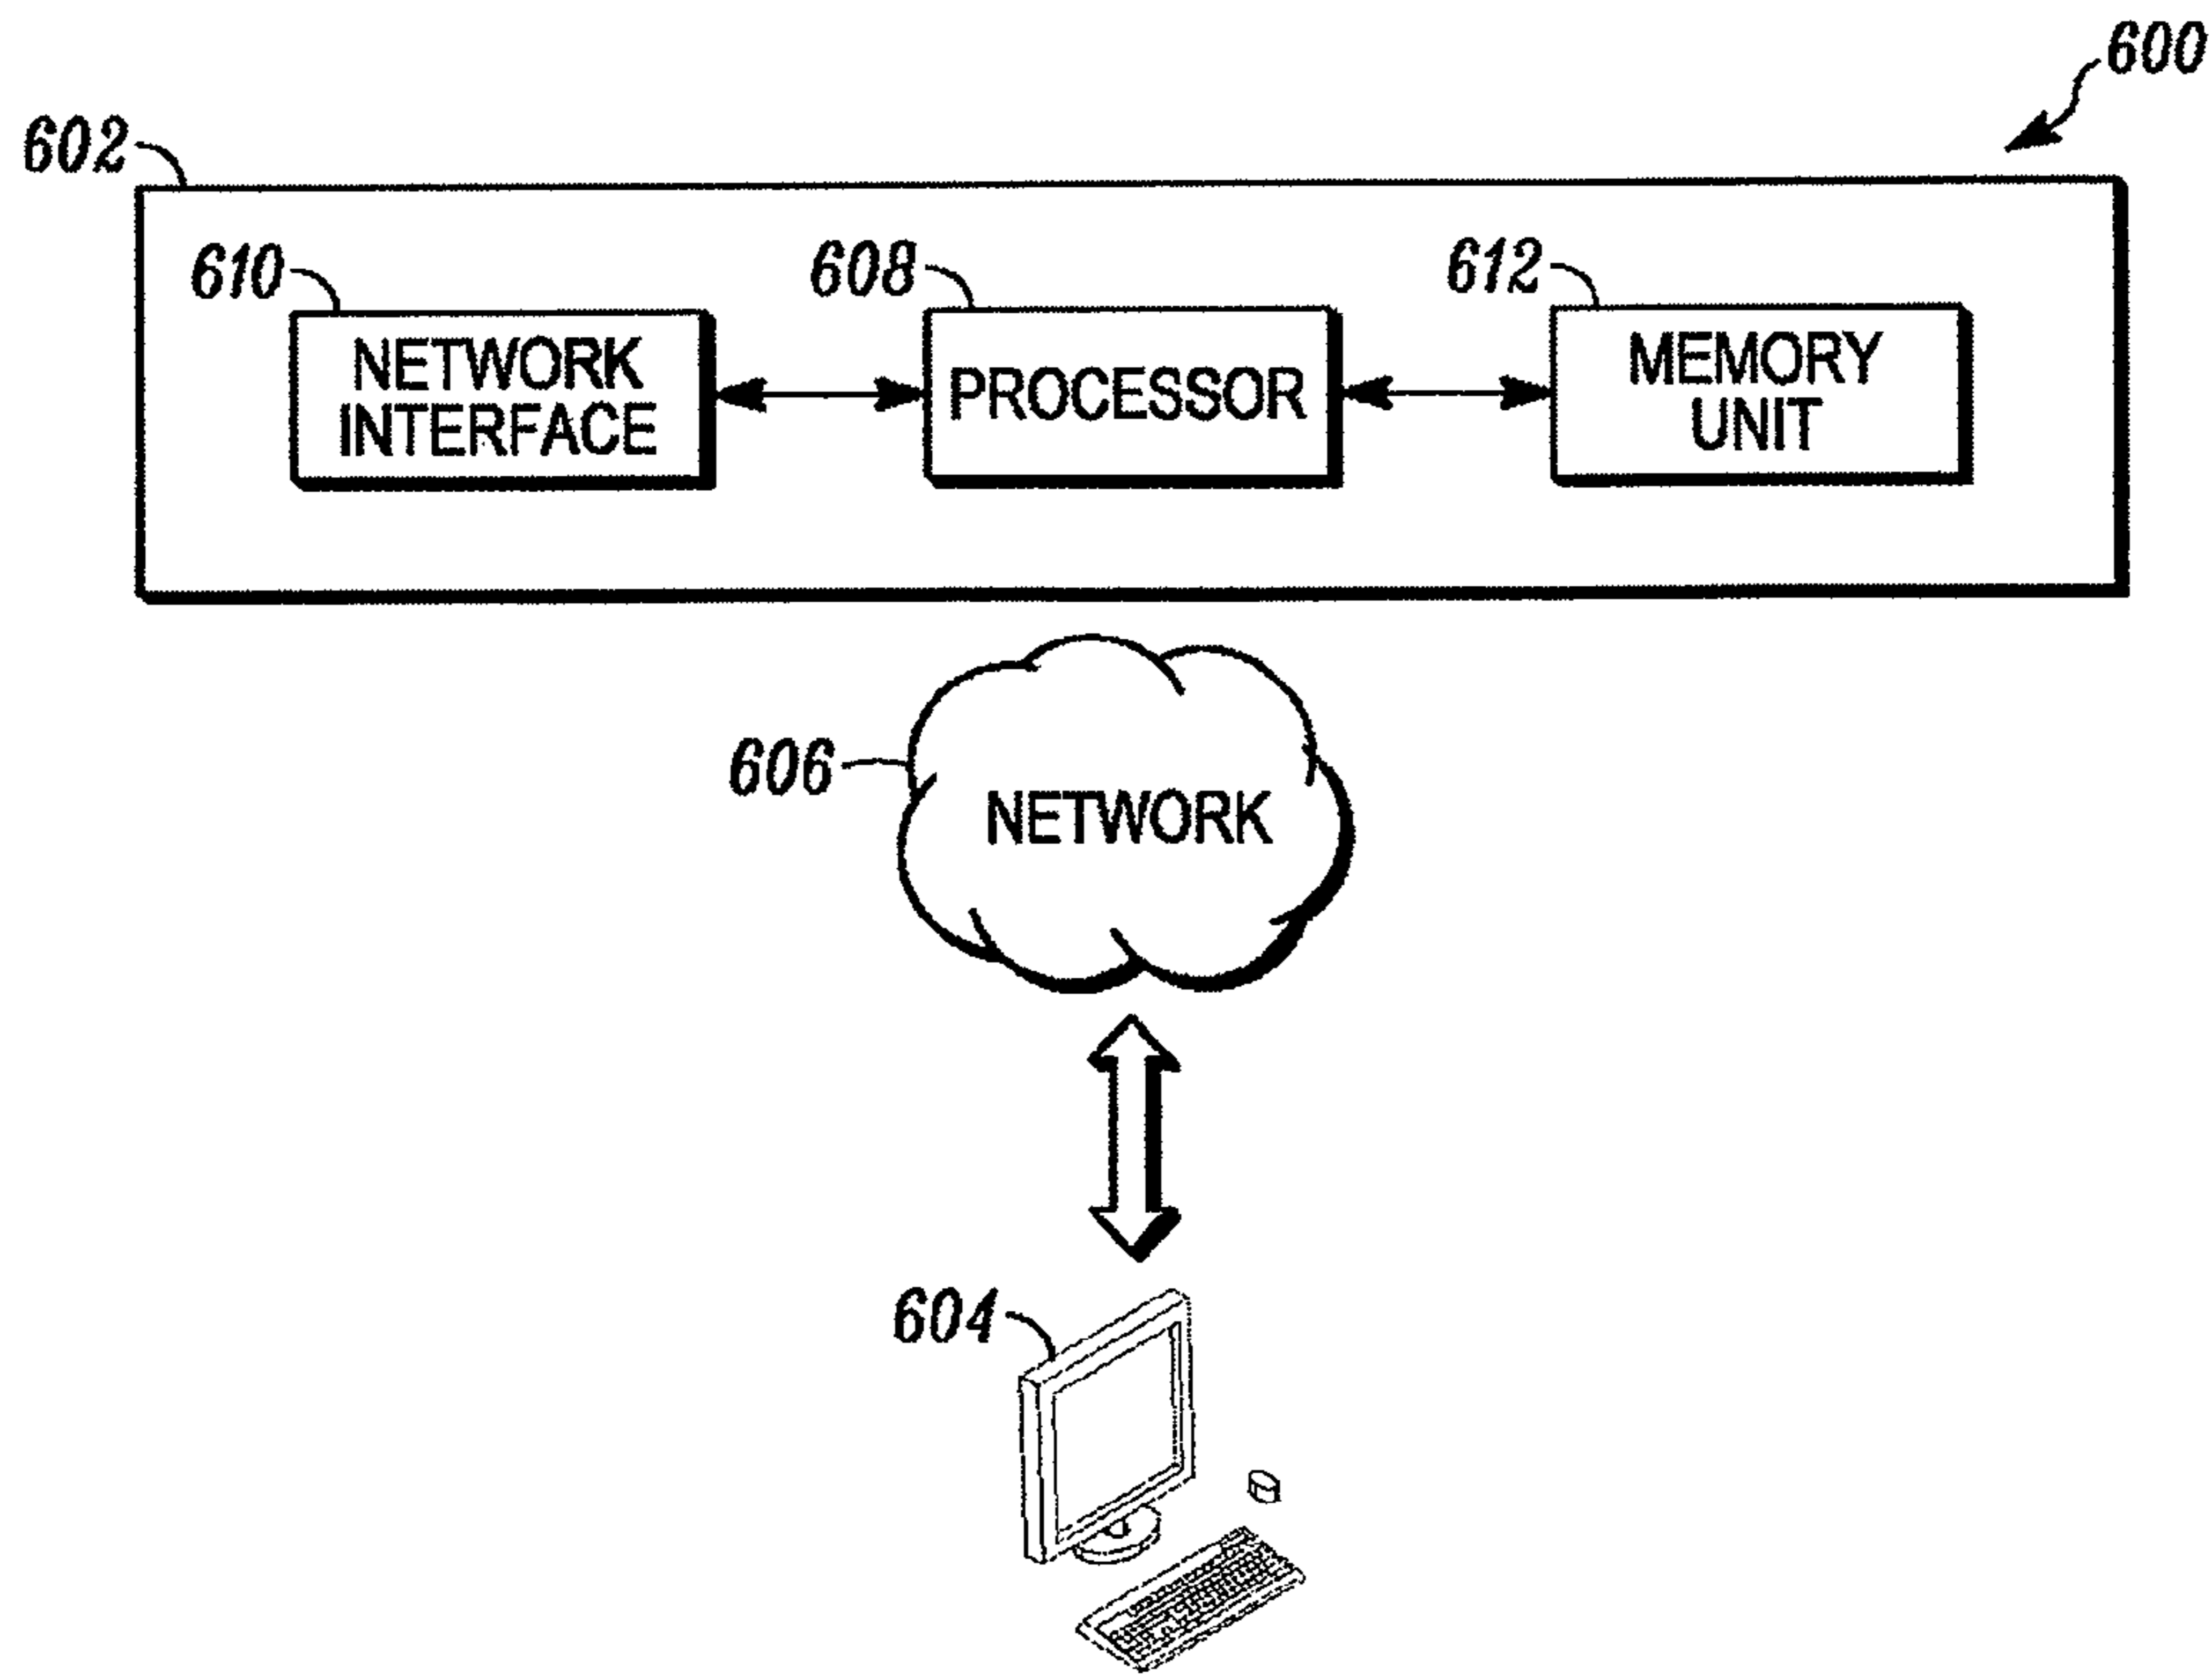 600
602
610
608
612
NETWORK
INTERFACE
PROCESSOR
MEMORY
UNIT
606
NETWORK
604